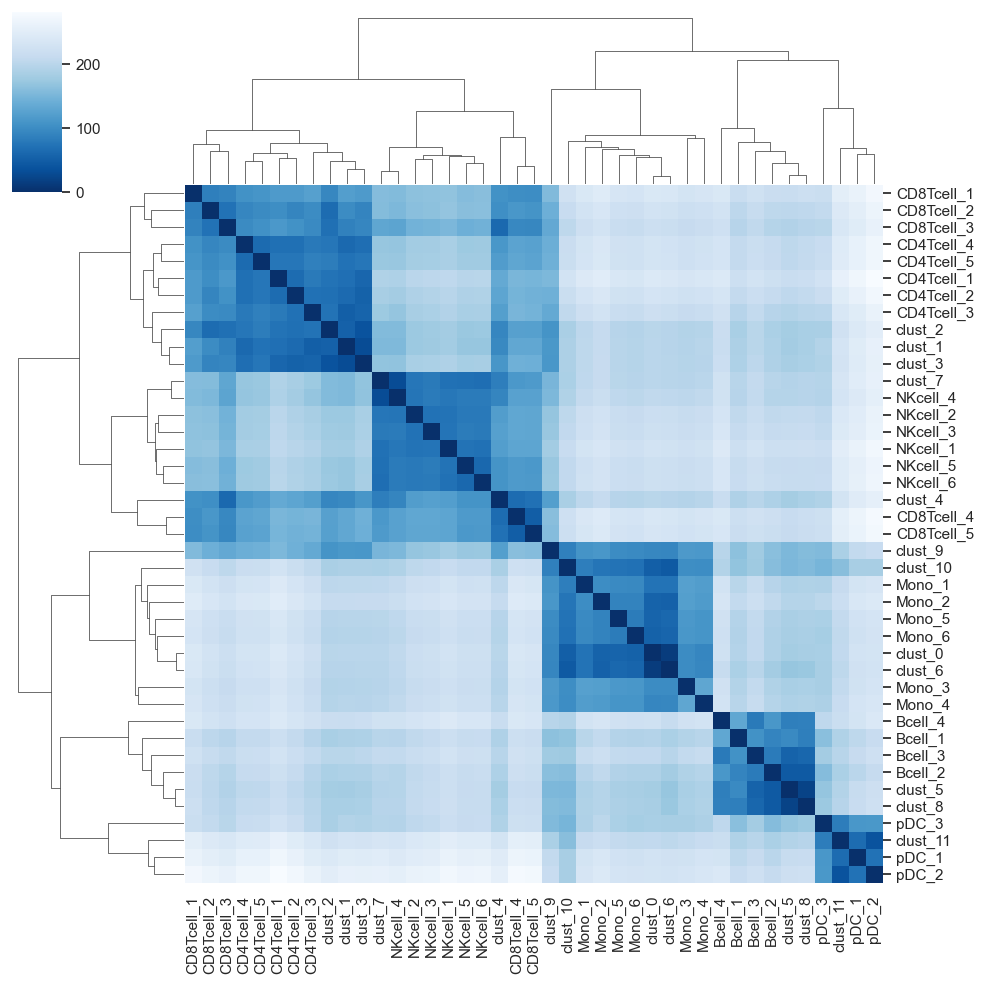 200
100
0
CD8Tcell_1
CD8Tcell_2
CD8Tcell_3
CD4Tcell_4
CD4Tcell_5
CD4Tcell_1
CD4Tcell_2
CD4Tcell_3
clust_2
clust_1
clust_3
clust_7
NKcell_4
NKcell_2
NKcell_3
NKcell_1
NKcell_5
NKcell_6
clust_4
CD8Tcell_4
CD8Tcell_5
clust_9
clust_10
Mono_1
Mono_2
Mono_5
Mono_6
clust_0
clust_6
Mono_3
Mono_4
Bcell_4
Bcell_1
Bcell_3
Bcell_2
clust_5
clust_8
pDC_3
clust_11
pDC_1
pDC_2
CD8Tcell_1
CD8Tcell_2
CD8Tcell_3
CD4Tcell_4
CD4Tcell_5
CD4Tcell_1
CD4Tcell_2
CD4Tcell_3
clust_2
clust_1
clust_3
clust_7
NKcell_4
NKcell_2
NKcell_3
NKcell_1
NKcell_5
NKcell_6
clust_4
CD8Tcell_4
CD8Tcell_5
clust_9
clust_10
Mono_1
Mono_2
Mono_5
Mono_6
clust_0
clust_6
Mono_3
Mono_4
Bcell_4
Bcell_1
Bcell_3
Bcell_2
clust_5
clust_8
pDC_3
clust_11
pDC_1
pDC_2